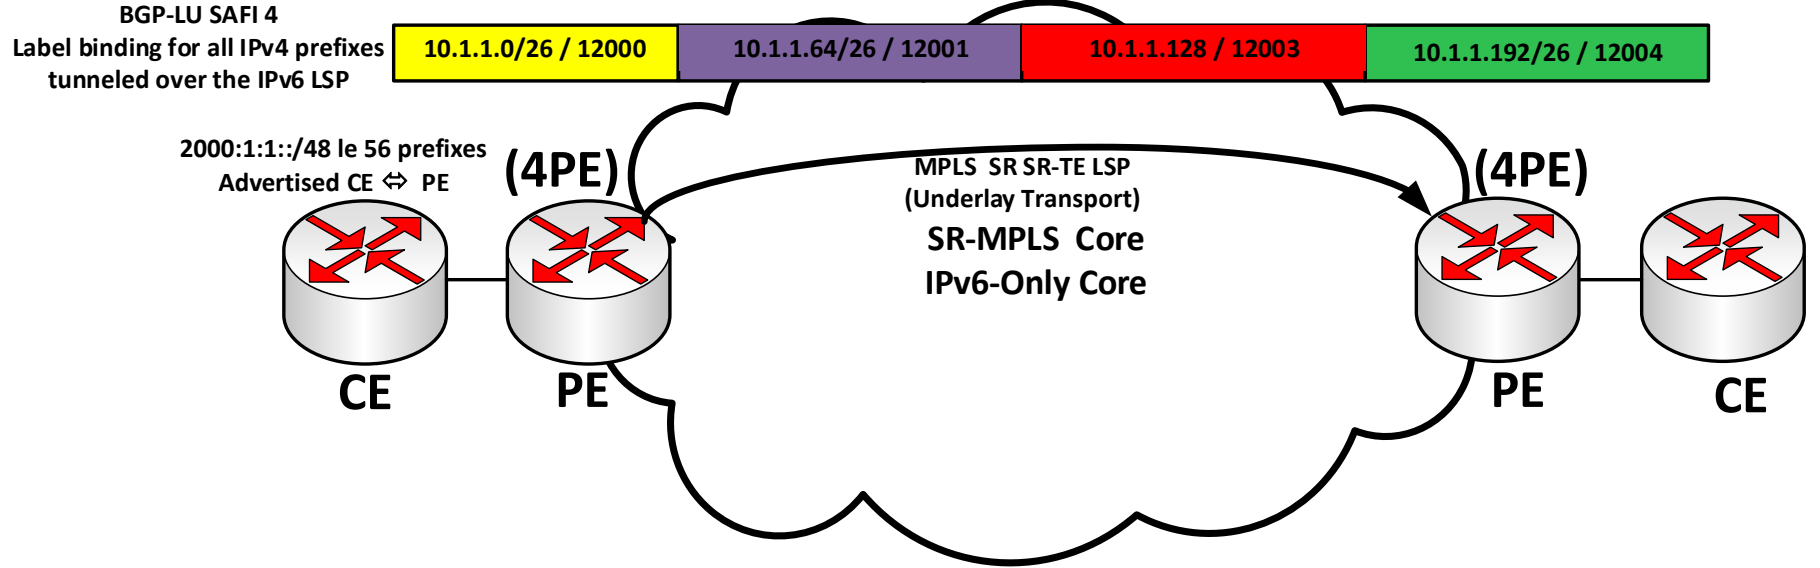 BGP-LU SAFI 4
Label binding for all IPv4 prefixes
tunneled over the IPv6 LSP
10.1.1.0/26 / 12000
10.1.1.64/26 / 12001
10.1.1.128 / 12003
10.1.1.192/26 / 12004
2000:1:1::/48 le 56 prefixes
Advertised CE ⇔ PE
(4PE)
MPLS SR SR-TE LSP
(Underlay Transport)
SR-MPLS Core
IPv6-Only Core
(4PE)
CE
PE
PE
CE